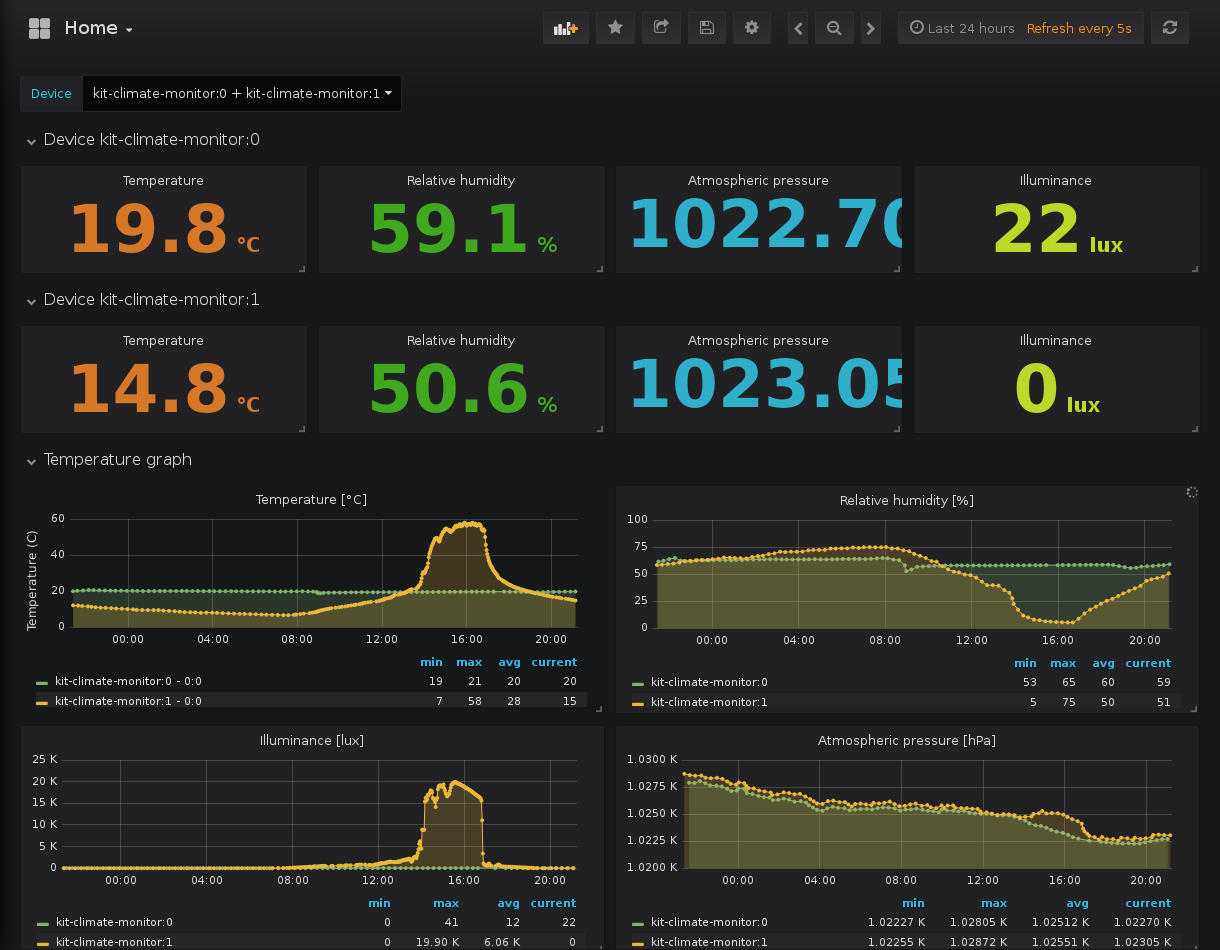 Home
Last 24 hours Refresh every 5s
Device kit-climate-monitor:0 + kit-climate-monitor:1
Device kit-climate-monitor:0
Temperature Relative humidity Atmospheric pressure Illuminance
19.8 °C 59.1 % 1022.70 22 lux
Device kit-climate-monitor:1
Temperature Relative humidity Atmospheric pressure Illuminance
14.8 °C 50.6 % 1023.05 0 lux
Temperature graph
Temperature [°C]
Temperature (C)
60
40
20
0
00:00 04:00 08:00 12:00 16:00 20:00
min max avg current
kit-climate-monitor:0 - 0:0 19 21 20 20
kit-climate-monitor:1 - 0:0 7 58 28 15
Relative humidity [%]
100
75
50
25
0
00:00 04:00 08:00 12:00 16:00 20:00
min max avg current
kit-climate-monitor:0 53 65 60 59
kit-climate-monitor:1 5 75 50 51
Illuminance [lux]
25 K
20 K
15 K
10 K
5 K
0
00:00 04:00 08:00 12:00 16:00 20:00
min max avg current
kit-climate-monitor:0 0 41 12 22
kit-climate-monitor:1 0 19.90 K 6.06 K 0
Atmospheric pressure [hPa]
1.0300 K
1.0275 K
1.0250 K
1.0225 K
1.0200 K
00:00 04:00 08:00 12:00 16:00 20:00
min max avg current
kit-climate-monitor:0 1.02227 K 1.02805 K 1.02512 K 1.02270 K
kit-climate-monitor:1 1.02255 K 1.02872 K 1.02551 K 1.02305 K